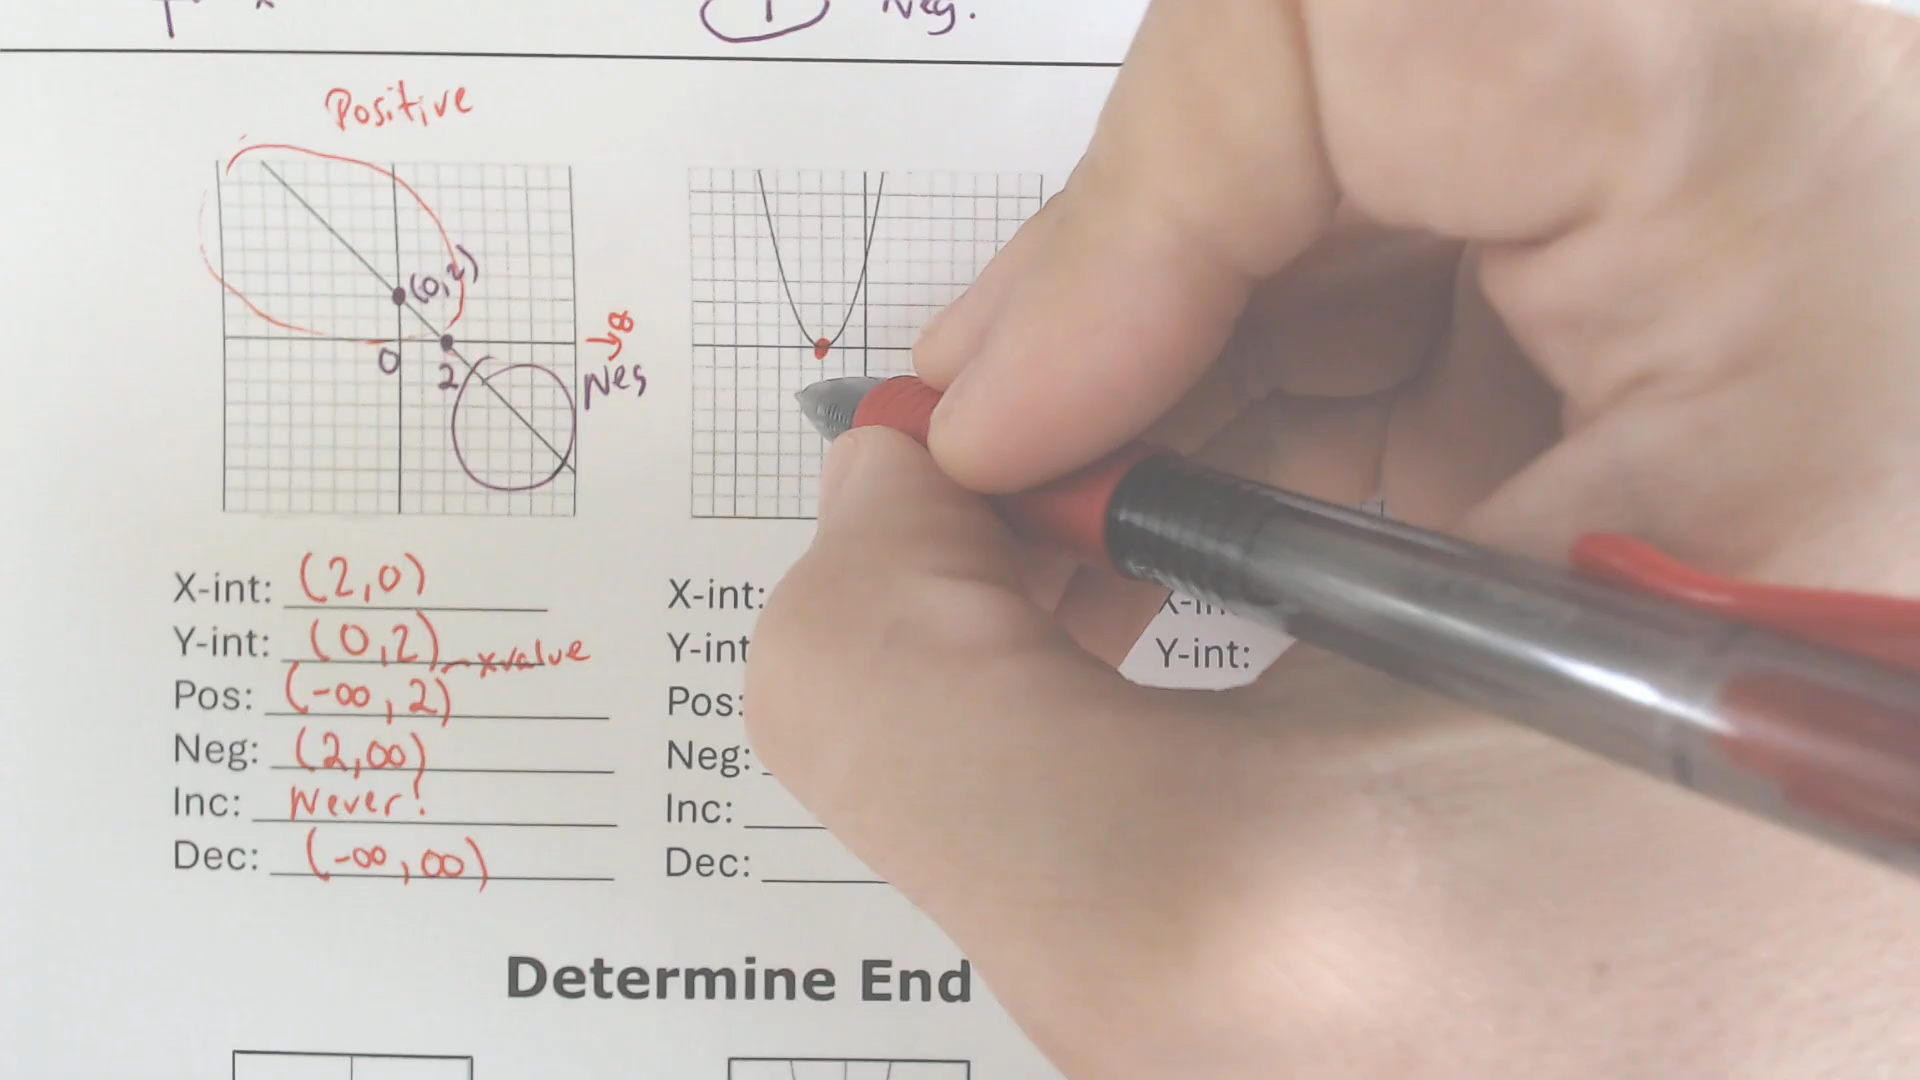 Neg.
Positive
(0,2)
→∞
0
2
Neg
X-int: (2,0)
Y-int: (0,2) xvalue
Pos: (-∞, 2)
Neg: (2,∞)
Inc: Never!
Dec: (-∞,∞)
X-int:
Y-int
Pos:
Neg:
Inc:
Dec:
Y-int:
Determine End